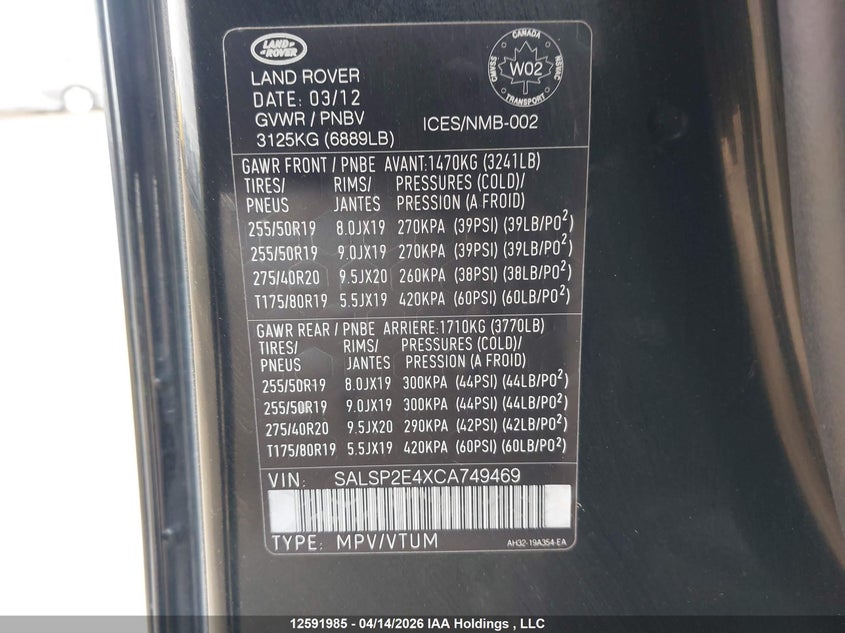 LAND ROVER
CANADA
CMVSS
NSVAC
W02
TRANSPORT
LAND ROVER
DATE: 03/12
GVWR / PNBV
3125KG (6889LB)
ICES/NMB-002
GAWR FRONT / PNBE AVANT:1470KG (3241LB)
TIRES/ RIMS/ PRESSURES (COLD)/
PNEUS JANTES PRESSION (A FROID)
255/50R19 8.0JX19 270KPA (39PSI) (39LB/PO²)
255/50R19 9.0JX19 270KPA (39PSI) (39LB/PO²)
275/40R20 9.5JX20 260KPA (38PSI) (38LB/PO²)
T175/80R19 5.5JX19 420KPA (60PSI) (60LB/PO²)
GAWR REAR / PNBE ARRIERE:1710KG (3770LB)
TIRES/ RIMS/ PRESSURES (COLD)/
PNEUS JANTES PRESSION (A FROID)
255/50R19 8.0JX19 300KPA (44PSI) (44LB/PO²)
255/50R19 9.0JX19 300KPA (44PSI) (44LB/PO²)
275/40R20 9.5JX20 290KPA (42PSI) (42LB/PO²)
T175/80R19 5.5JX19 420KPA (60PSI) (60LB/PO²)
VIN: SALSP2E4XCA749469
TYPE: MPV/VTUM
AH32-19A354-EA
12591985 - 04/14/2026 IAA Holdings , LLC